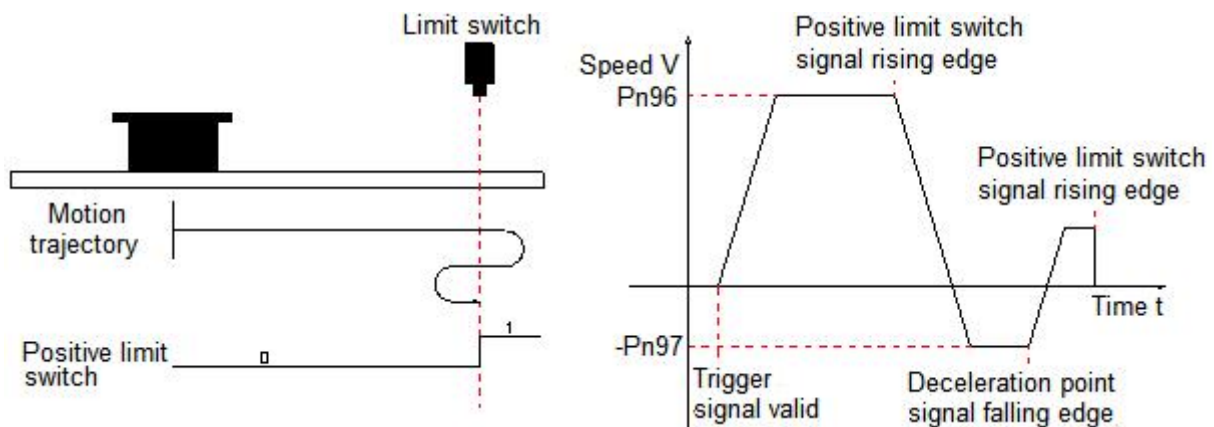 Limit switch
Motion
trajectory
0
1
Positive limit
switch
Positive limit switch
signal rising edge
Speed V
Pn96
Positive limit switch
signal rising edge
Time t
-Pn97
Trigger
signal valid
Deceleration point
signal falling edge